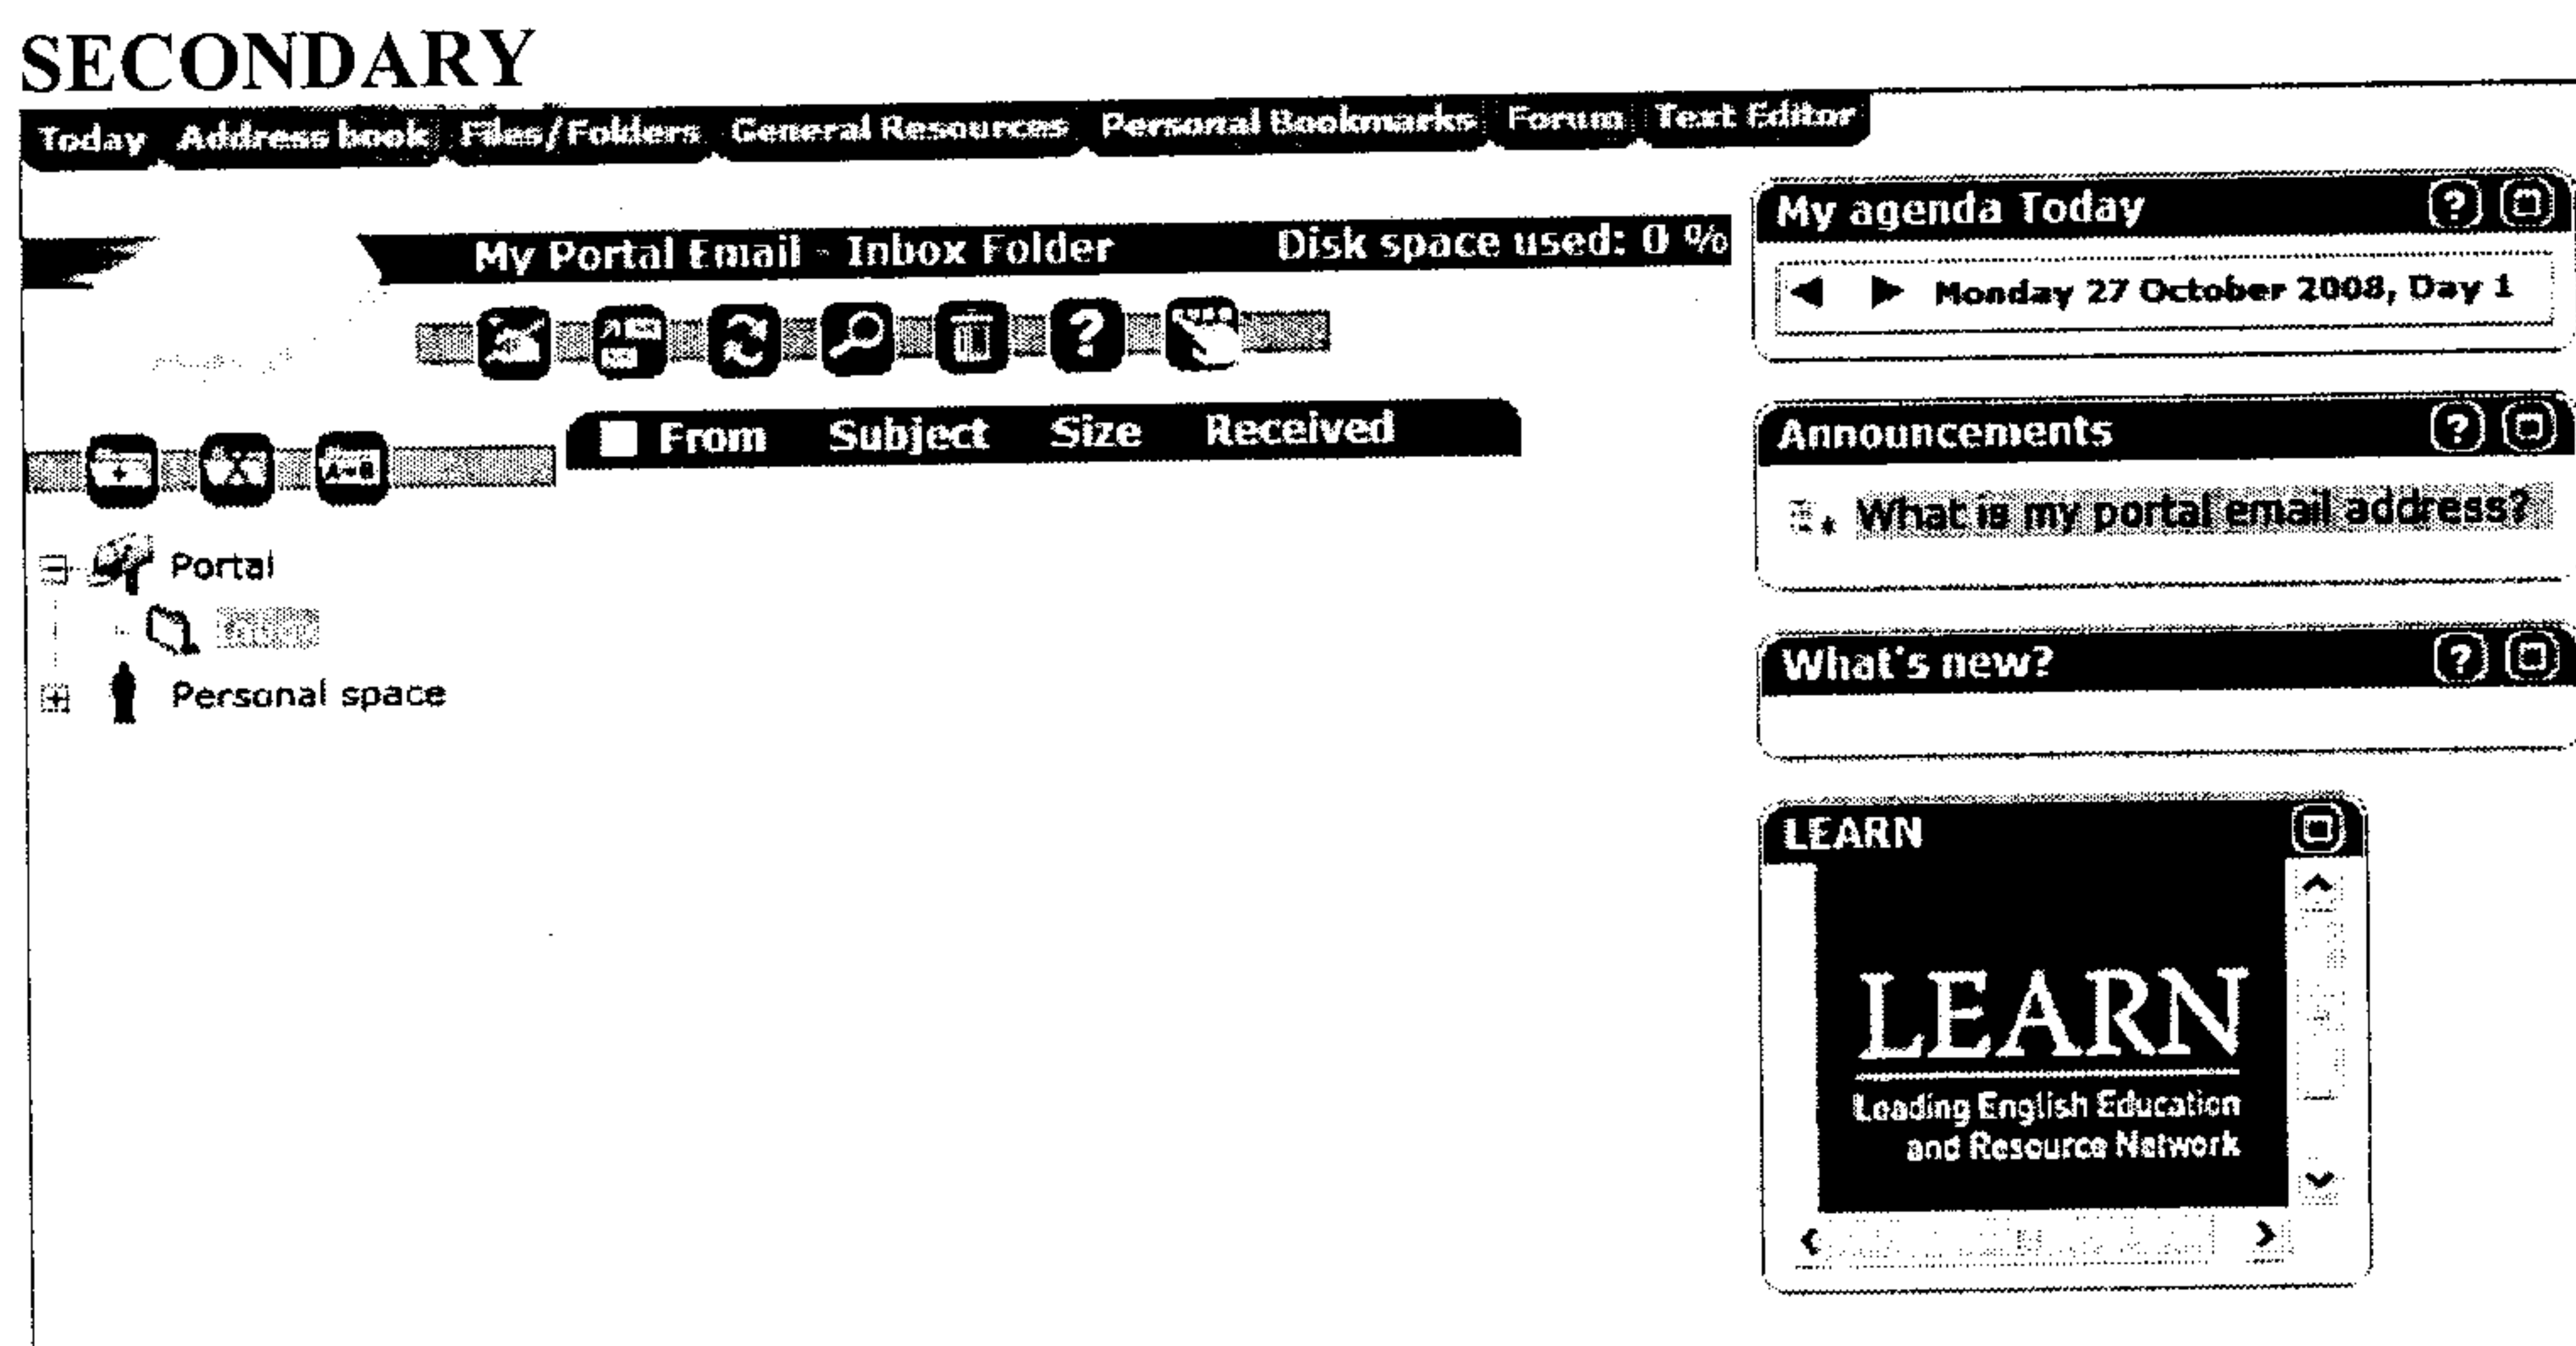 SECONDARY
Today Address book Files/Folders General Resources Personal Bookmarks Forum Text Editor
My Portal Email - Inbox Folder Disk space used: 0 %
From Subject Size Received
Portal
Personal space
My agenda Today
Monday 27 October 2008, Day 1
Announcements
What is my portal email address?
What's new?
LEARN
LEARN
Leading English Education
and Resource Network